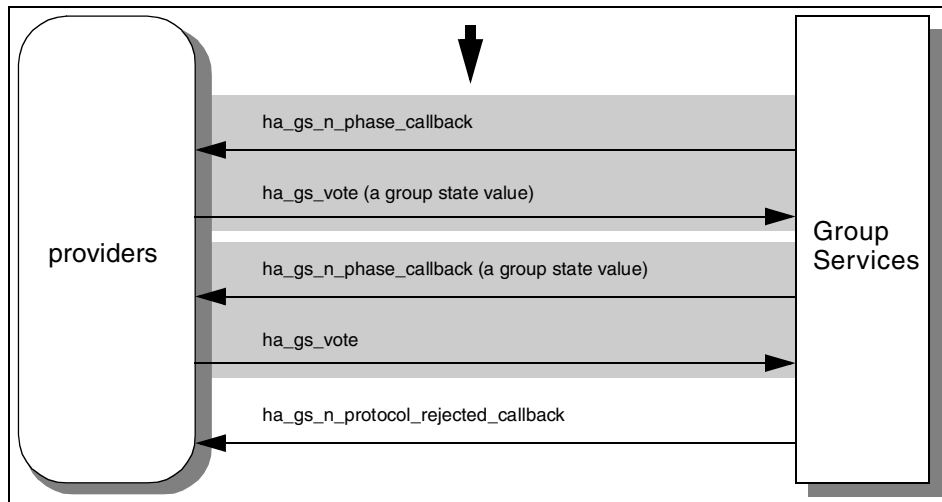 ha_gs_n_phase_callback
ha_gs_vote (a group state value)
providers
Group
Services
ha_gs_n_phase_callback (a group state value)
ha_gs_vote
ha_gs_n_protocol_rejected_callback